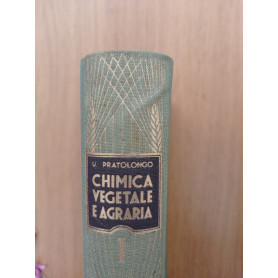 U. PRATOLONGO
CHIMICA
VEGETALE
E AGRARIA
I